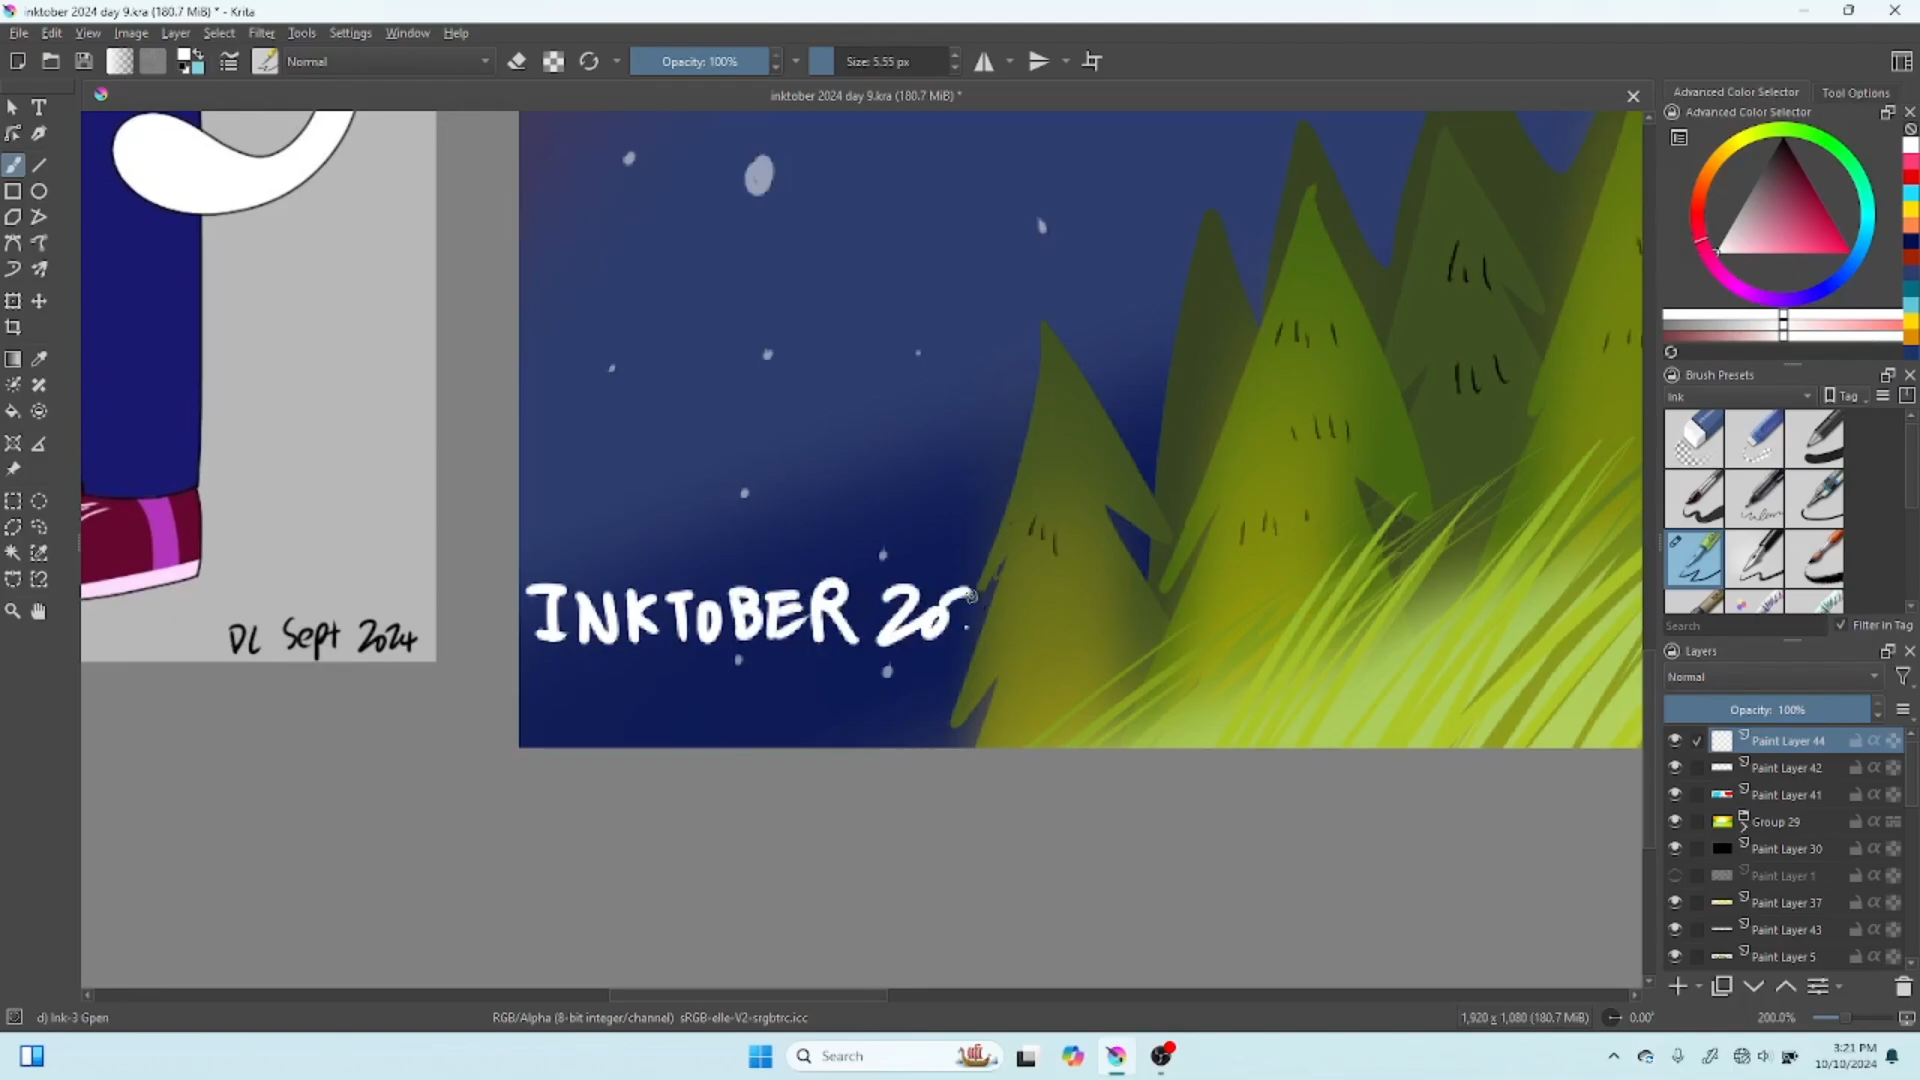 inktober 2024 day 9.kra (180.7 MiB) * - Krita
File Edit View Image Layer Select Filter Tools Settings Window Help
Normal
Opacity: 100%
Size: 5.55 px
inktober 2024 day 9.kra (180.7 MiB) *
Advanced Color Selector
Tool Options
Advanced Color Selector
Brush Presets
Ink
Tag
Search
Filter in Tag
Layers
Normal
Opacity: 100%
Paint Layer 44
Paint Layer 42
Paint Layer 41
Group 29
Paint Layer 30
Paint Layer 1
Paint Layer 37
Paint Layer 43
Paint Layer 5
DL Sept 2024
INKTOBER 20
d) Ink-3 Gpen
RGB/Alpha (8-bit integer/channel) sRGB-elle-V2-srgbtrc.icc
1,920 x 1,080 (180.7 MiB)
0.00°
200.0%
Search
3:21 PM
10/10/2024